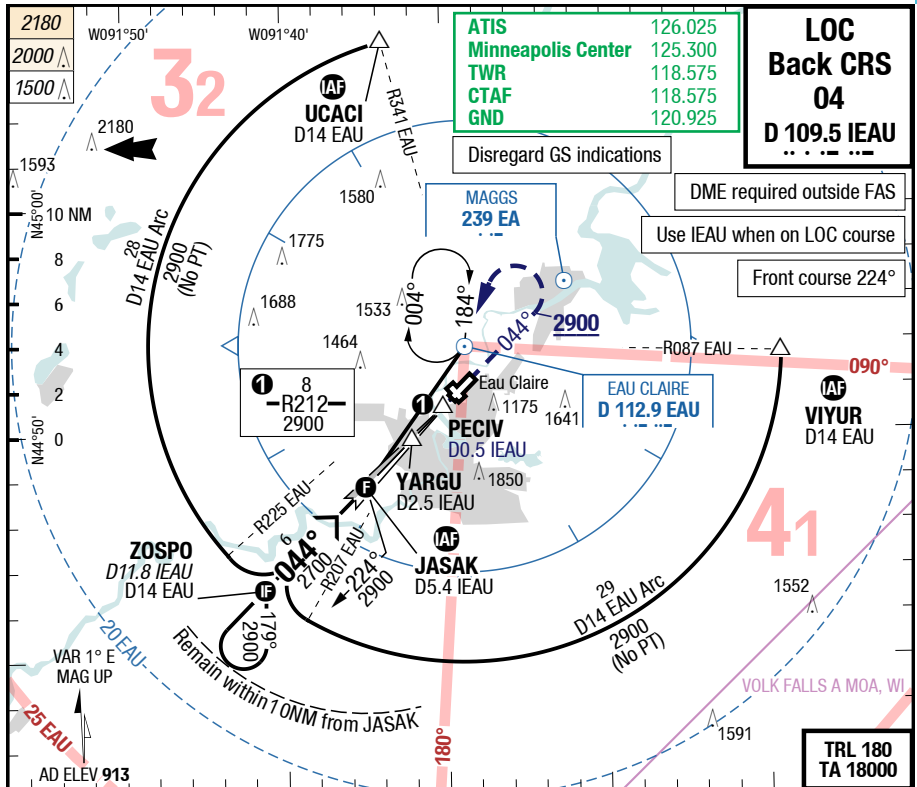 2180
2000
1500
W091°50'
W091°40'
ATIS 126.025
Minneapolis Center 125.300
TWR 118.575
CTAF 118.575
GND 120.925
LOC
Back CRS
04
D 109.5 IEAU
Disregard GS indications
DME required outside FAS
Use IEAU when on LOC course
Front course 224°
32
IAF
UCACI
D14 EAU
R341 EAU
2180
1593
N45°00'
10 NM
8
6
4
2
0
N44°50'
28
D14 EAU Arc
2900
(No PT)
1580
1775
1688
1533
1464
MAGGS
239 EA
004°
184°
044°
2900
R087 EAU
090°
IAF
VIYUR
D14 EAU
1 8
R212
2900
1
Eau Claire
1175
1641
EAU CLAIRE
D 112.9 EAU
PECIV
D0.5 IEAU
1850
YARGU
D2.5 IEAU
F
IAF
JASAK
D5.4 IEAU
R225 EAU
R207 EAU
ZOSPO
D11.8 IEAU
D14 EAU
IF
6
044°
2700
224°
2900
179°
2900
Remain within 10NM from JASAK
41
29
D14 EAU Arc
2900
(No PT)
1552
20 EAU
VAR 1° E
MAG UP
25 EAU
AD ELEV 913
180°
VOLK FALLS A MOA, WI
1591
TRL 180
TA 18000